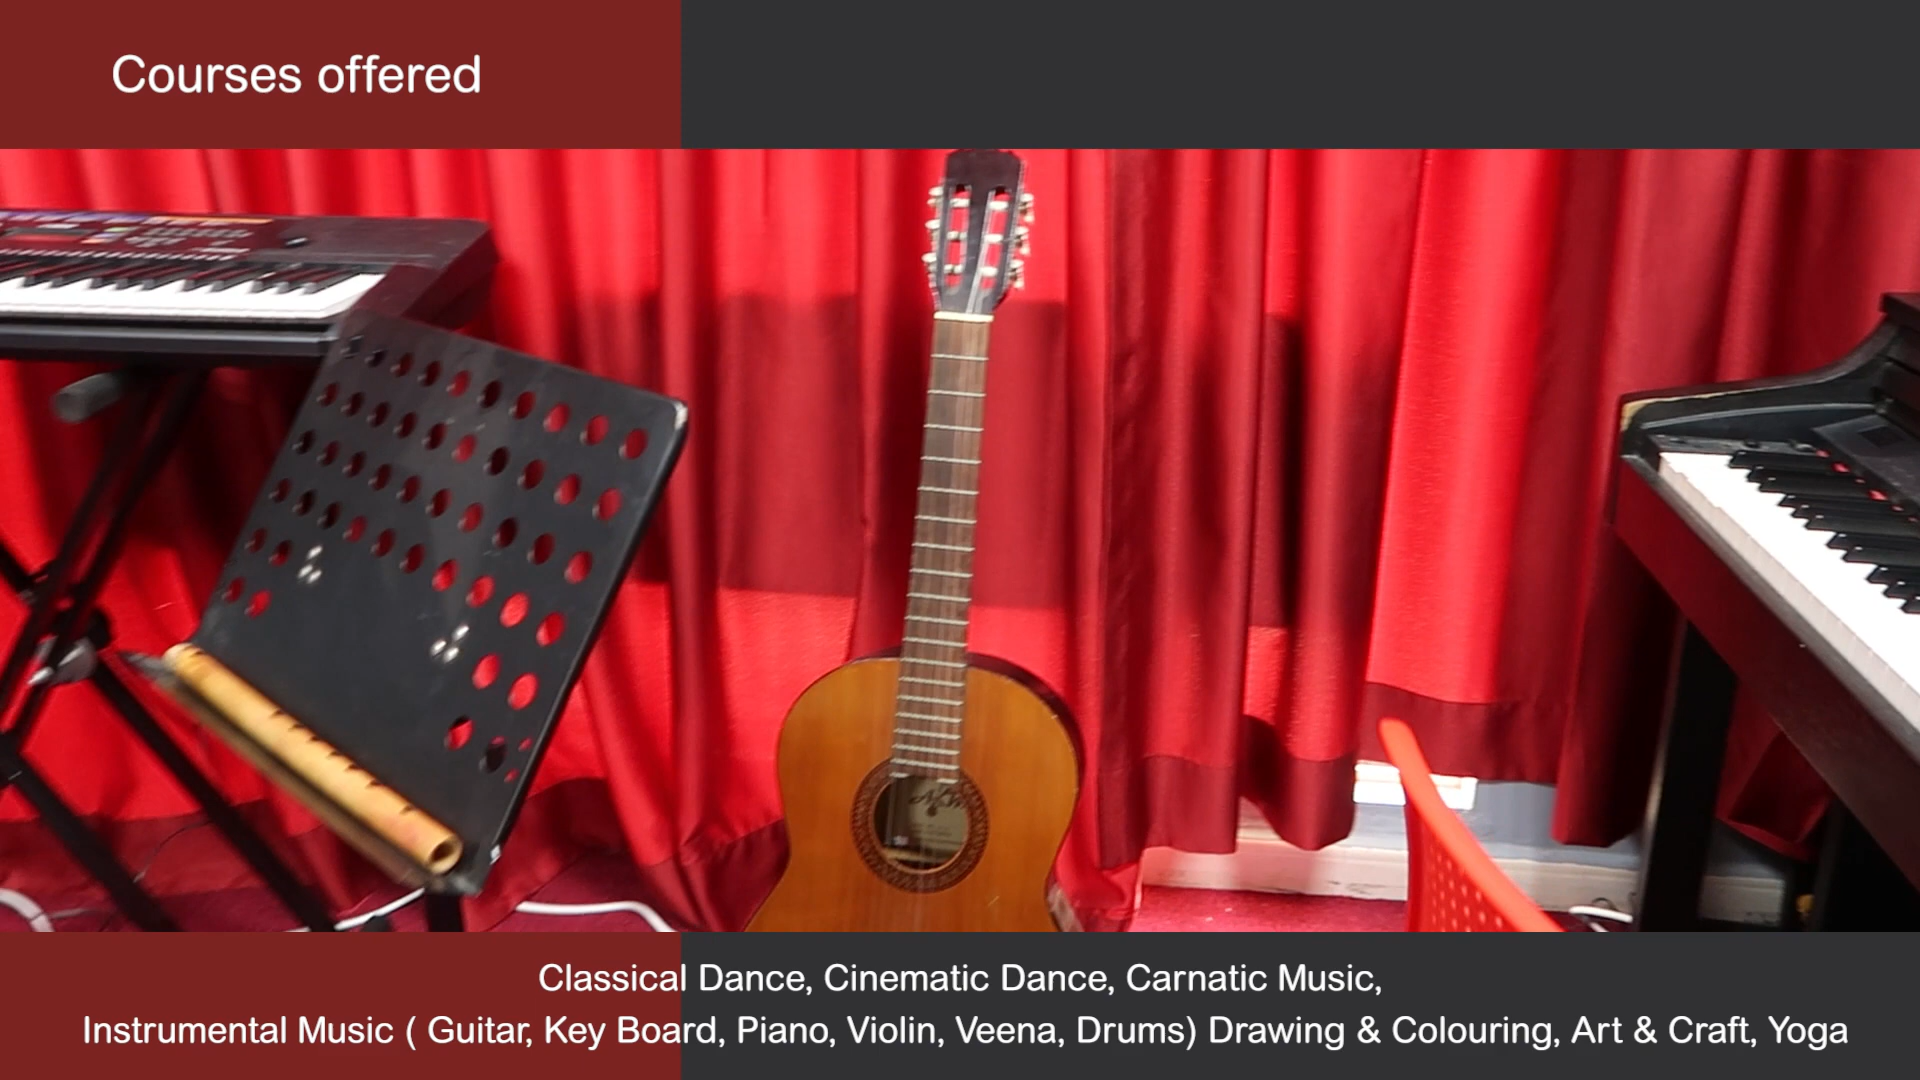 Courses offered
Classical Dance, Cinematic Dance, Carnatic Music,
Instrumental Music ( Guitar, Key Board, Piano, Violin, Veena, Drums) Drawing & Colouring, Art & Craft, Yoga